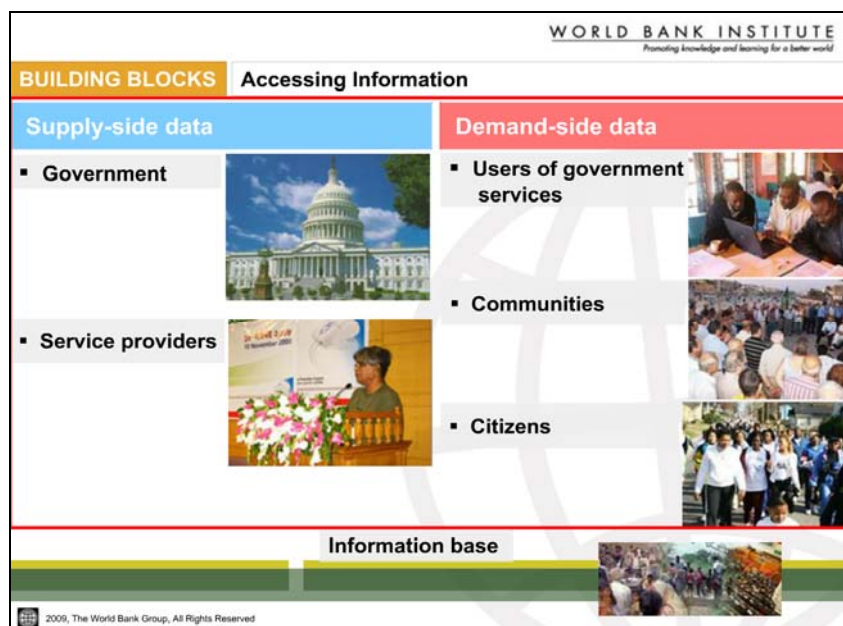 WORLD BANK INSTITUTE
Promoting knowledge and learning for a better world
BUILDING BLOCKS
Accessing Information
Supply-side data
Demand-side data
▪ Government
▪ Service providers
▪ Users of government
services
▪ Communities
▪ Citizens
Information base
2009, The World Bank Group, All Rights Reserved